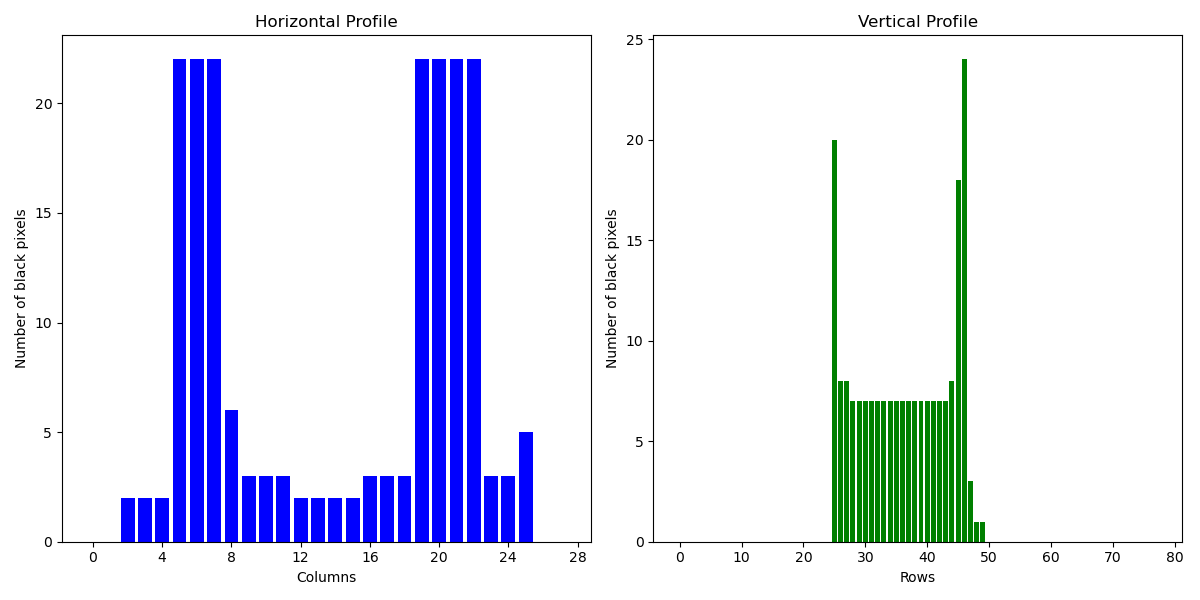 Horizontal Profile
Number of black pixels
20
15
10
5
0
0 4 8 12 16 20 24 28
Columns
Vertical Profile
Number of black pixels
25
20
15
10
5
0
0 10 20 30 40 50 60 70 80
Rows